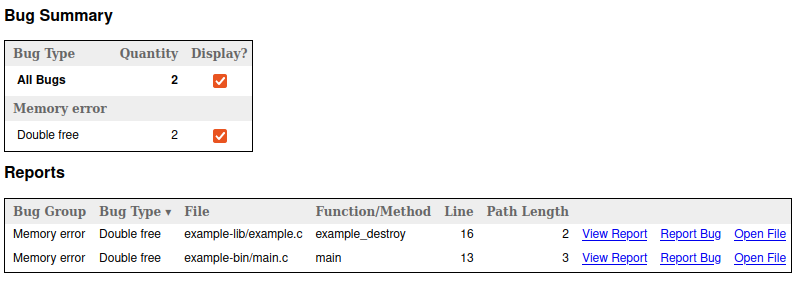 Bug Summary
Bug Type Quantity Display?
All Bugs 2
Memory error
Double free 2
Reports
Bug Group Bug Type ▾ File Function/Method Line Path Length
Memory error Double free example-lib/example.c example_destroy 16 2 View Report Report Bug Open File
Memory error Double free example-bin/main.c main 13 3 View Report Report Bug Open File